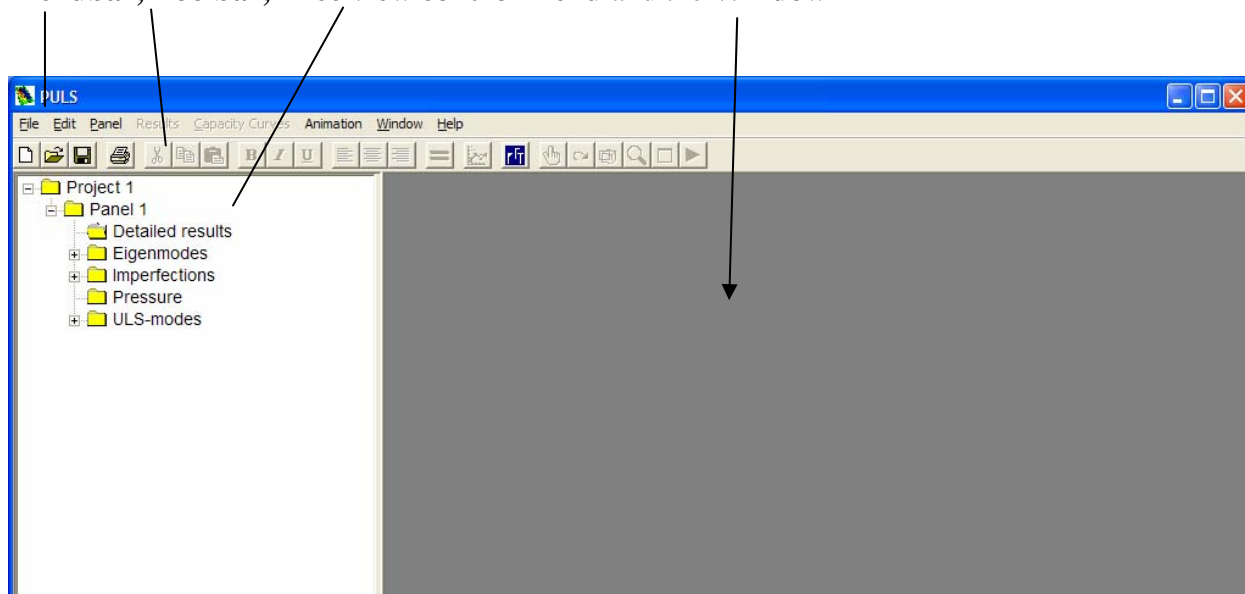 PULS
File Edit Panel Results Capacity Curves Animation Window Help
B I U
Project 1
Panel 1
Detailed results
Eigenmodes
Imperfections
Pressure
ULS-modes